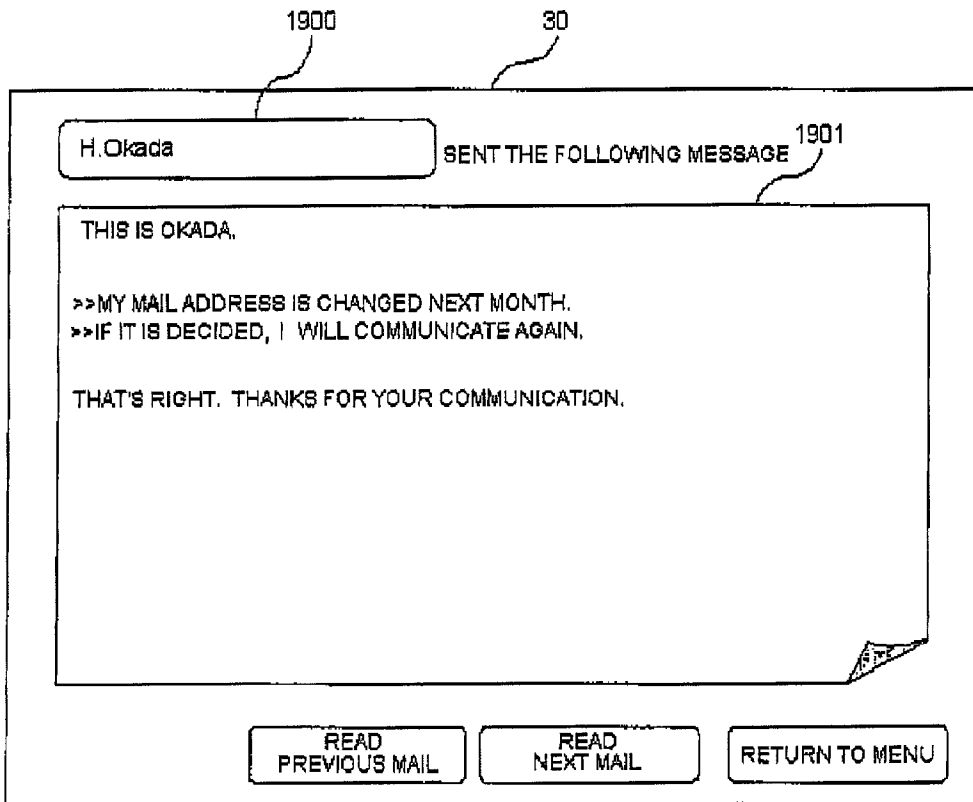 1900 30
H.Okada SENT THE FOLLOWING MESSAGE 1901
THIS IS OKADA.
>>MY MAIL ADDRESS IS CHANGED NEXT MONTH.
>>IF IT IS DECIDED, I WILL COMMUNICATE AGAIN.
THAT'S RIGHT. THANKS FOR YOUR COMMUNICATION.
READ
PREVIOUS MAIL
READ
NEXT MAIL
RETURN TO MENU